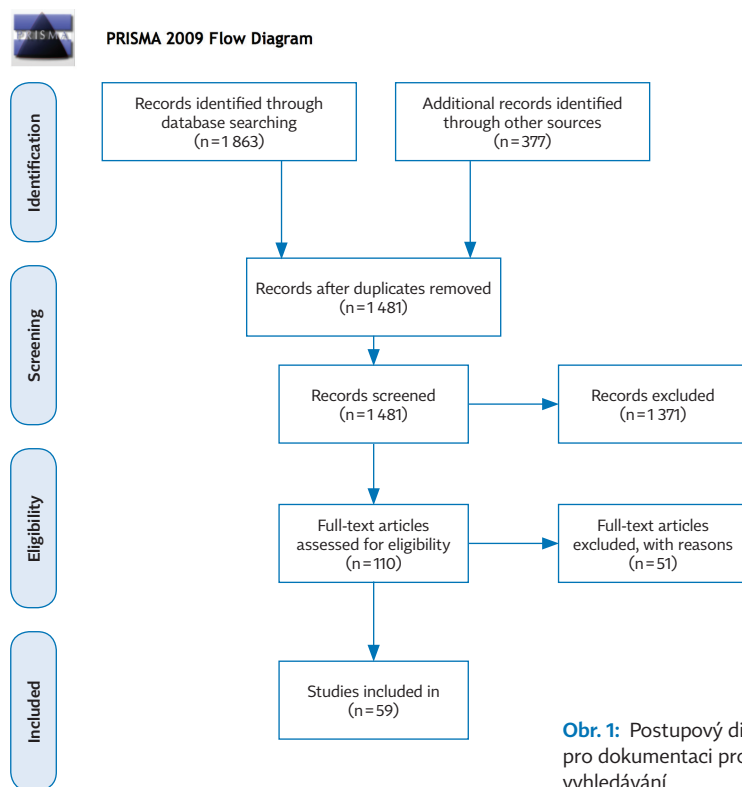 PRISMA
PRISMA 2009 Flow Diagram
Identification
Records identified through
database searching
(n=1 863)
Additional records identified
through other sources
(n=377)
Screening
Records after duplicates removed
(n=1 481)
Records screened
(n=1 481)
Records excluded
(n=1 371)
Eligibility
Full-text articles
assessed for eligibility
(n=110)
Full-text articles
excluded, with reasons
(n=51)
Included
Studies included in
(n=59)
Obr. 1: Postupový di
pro dokumentaci pro
vyhledávání